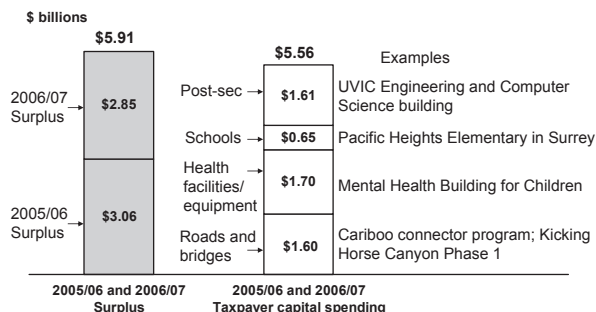 $ billions
$5.91
2006/07
Surplus
$2.85
2005/06
Surplus
$3.06
2005/06 and 2006/07
Surplus
$5.56
Examples
Post-sec
$1.61
UVIC Engineering and Computer
Science building
Schools
$0.65
Pacific Heights Elementary in Surrey
Health
facilities/
equipment
$1.70
Mental Health Building for Children
Roads and
bridges
$1.60
Cariboo connector program; Kicking
Horse Canyon Phase 1
2005/06 and 2006/07
Taxpayer capital spending